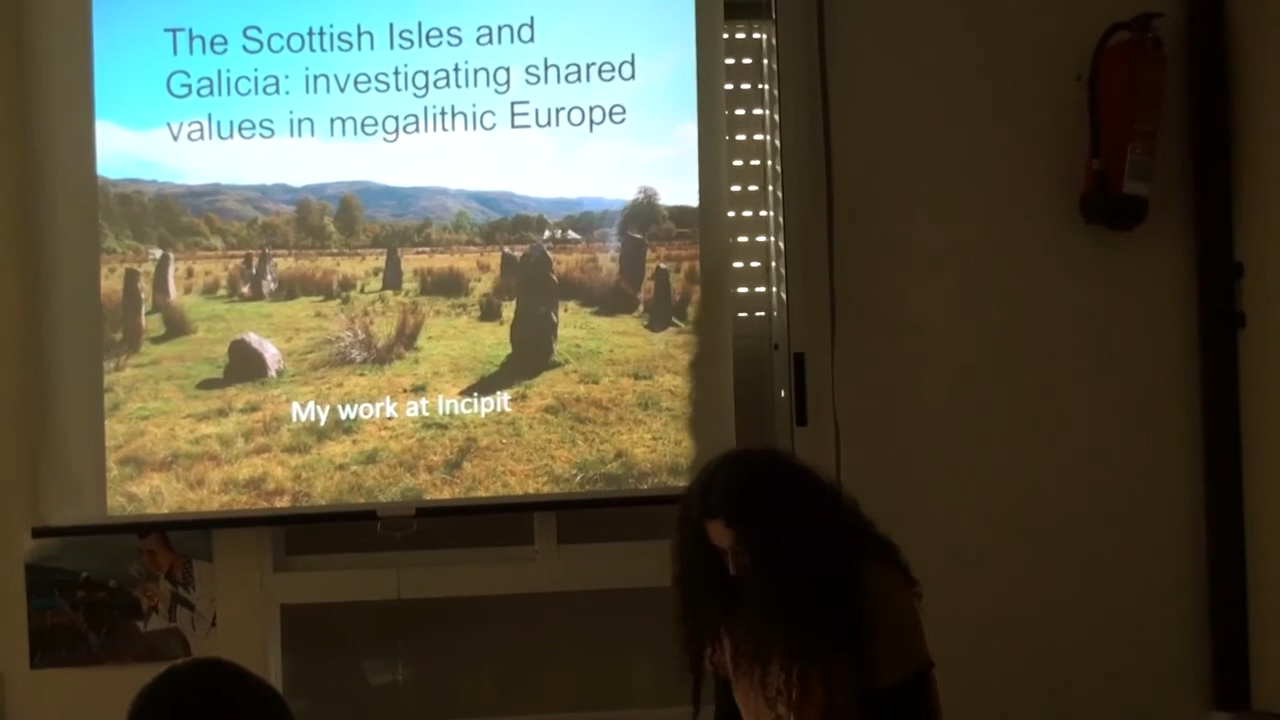 The Scottish Isles and
Galicia: investigating shared
values in megalithic Europe
My work at Incipit